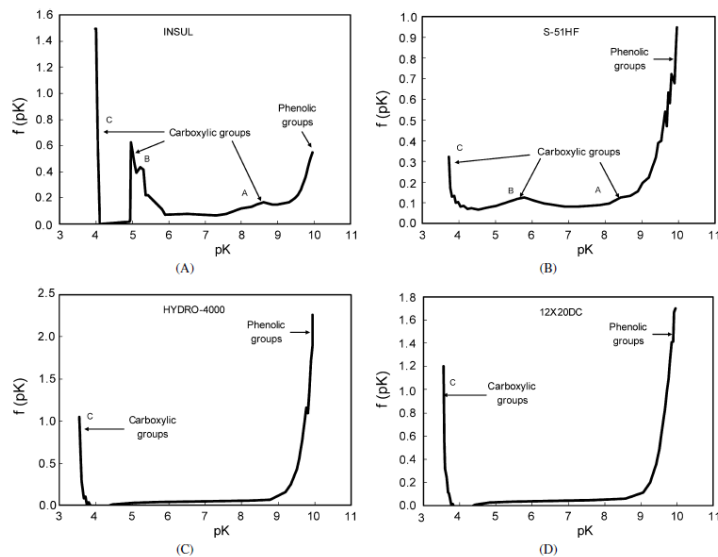 INSUL
f (pK)
1.6
1.4
1.2
1.0
0.8
0.6
0.4
0.2
0.0
C
Carboxylic groups
B
A
Phenolic
groups
3 4 5 6 7 8 9 10 11
pK
(A)
S-51HF
f (pK)
1.0
0.9
0.8
0.7
0.6
0.5
0.4
0.3
0.2
0.1
0.0
Phenolic
groups
C
Carboxylic groups
B
A
3 4 5 6 7 8 9 10 11
pK
(B)
HYDRO-4000
f (pK)
2.5
2.0
1.5
1.0
0.5
0.0
Phenolic
groups
C
Carboxylic
groups
3 4 5 6 7 8 9 10 11
pK
(C)
12X20DC
f (pK)
1.8
1.6
1.4
1.2
1.0
0.8
0.6
0.4
0.2
0.0
Phenolic
groups
C
Carboxylic
groups
3 4 5 6 7 8 9 10 11
pK
(D)